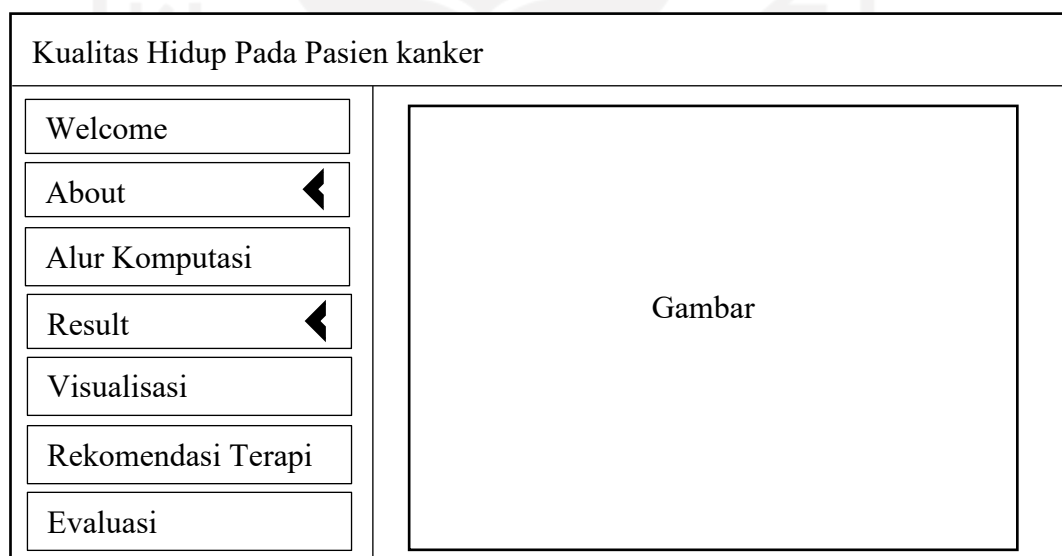 Kualitas Hidup Pada Pasien kanker
Welcome
About
Alur Komputasi
Result
Visualisasi
Rekomendasi Terapi
Evaluasi
Gambar